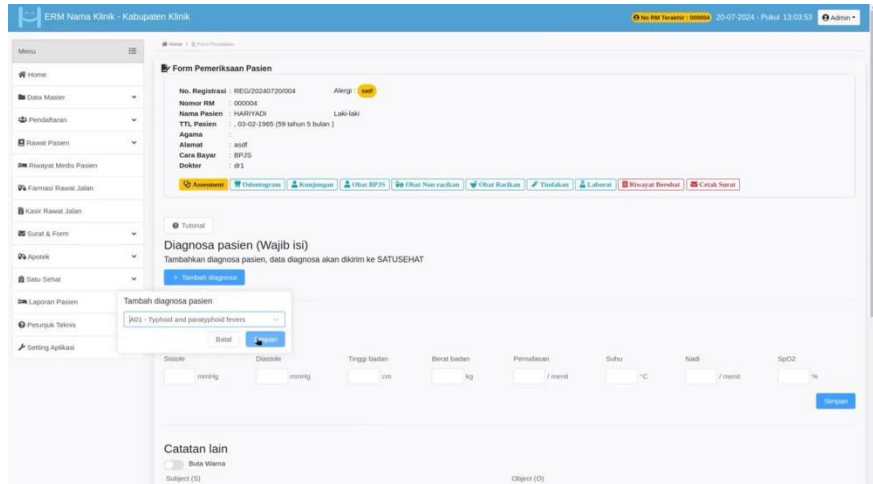 ERM Nama Klinik - Kabupaten Klinik
No RM Terakhir : 000004
20-07-2024 - Pukul 13:03:53
Admin
Menu
Home / Form Pemeriksaan
Home
Data Master
Pendaftaran
Rawat Pasien
Riwayat Medis Pasien
Farmasi Rawat Jalan
Kasir Rawat Jalan
Surat & Form
Apotek
Satu Sehat
Laporan Pasien
Petunjuk Teknis
Setting Aplikasi
Form Pemeriksaan Pasien
No. Registrasi : REG/20240720/004 Alergi : asdf
Nomor RM : 000004
Nama Pasien : HARIYADI Laki-laki
TTL Pasien : , 03-02-1965 (59 tahun 5 bulan )
Agama :
Alamat : asdf
Cara Bayar : BPJS
Dokter : dr1
Assesment Odontogram Kunjungan Obat BPJS Obat Non racikan Obat Racikan Tindakan Laborat Riwayat Berobat Cetak Surat
Tutorial
Diagnosa pasien (Wajib isi)
Tambahkan diagnosa pasien, data diagnosa akan dikirim ke SATUSEHAT
+ Tambah diagnosa
Tambah diagnosa pasien
A01 - Typhoid and paratyphoid fevers
Batal Simpan
Sistole Diastole Tinggi badan Berat badan Pernafasan Suhu Nadi SpO2
mmHg mmHg cm kg / menit °C / menit %
Simpan
Catatan lain
Buta Warna
Subject (S) Object (O)